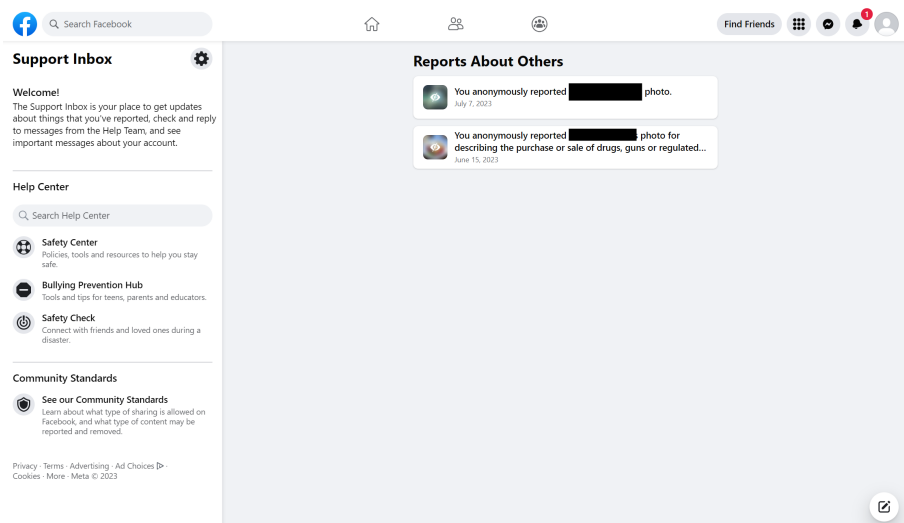 Search Facebook
Find Friends
1
Support Inbox
Welcome!
The Support Inbox is your place to get updates
about things that you've reported, check and reply
to messages from the Help Team, and see
important messages about your account.
Help Center
Search Help Center
Safety Center
Policies, tools and resources to help you stay
safe.
Bullying Prevention Hub
Tools and tips for teens, parents and educators.
Safety Check
Connect with friends and loved ones during a
disaster.
Community Standards
See our Community Standards
Learn about what type of sharing is allowed on
Facebook, and what type of content may be
reported and removed.
Privacy · Terms · Advertising · Ad Choices ·
Cookies · More · Meta © 2023
Reports About Others
You anonymously reported photo.
July 7, 2023
You anonymously reported s photo for
describing the purchase or sale of drugs, guns or regulated...
June 15, 2023